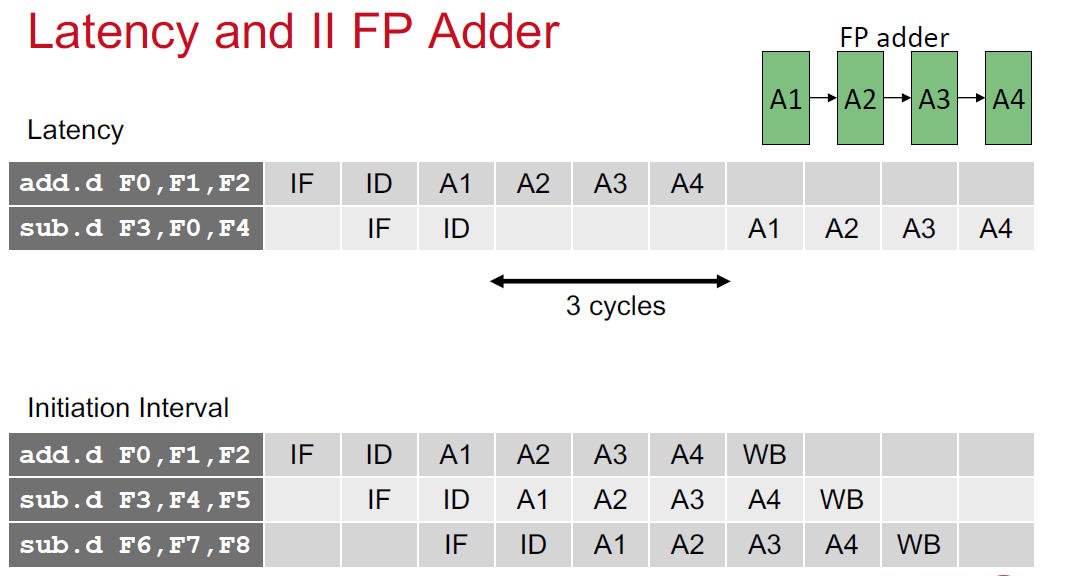 Latency and II FP Adder
FP adder
A1 A2 A3 A4
Latency
add.d F0,F1,F2 IF ID A1 A2 A3 A4
sub.d F3,F0,F4 IF ID A1 A2 A3 A4
3 cycles
Initiation Interval
add.d F0,F1,F2 IF ID A1 A2 A3 A4 WB
sub.d F3,F4,F5 IF ID A1 A2 A3 A4 WB
sub.d F6,F7,F8 IF ID A1 A2 A3 A4 WB